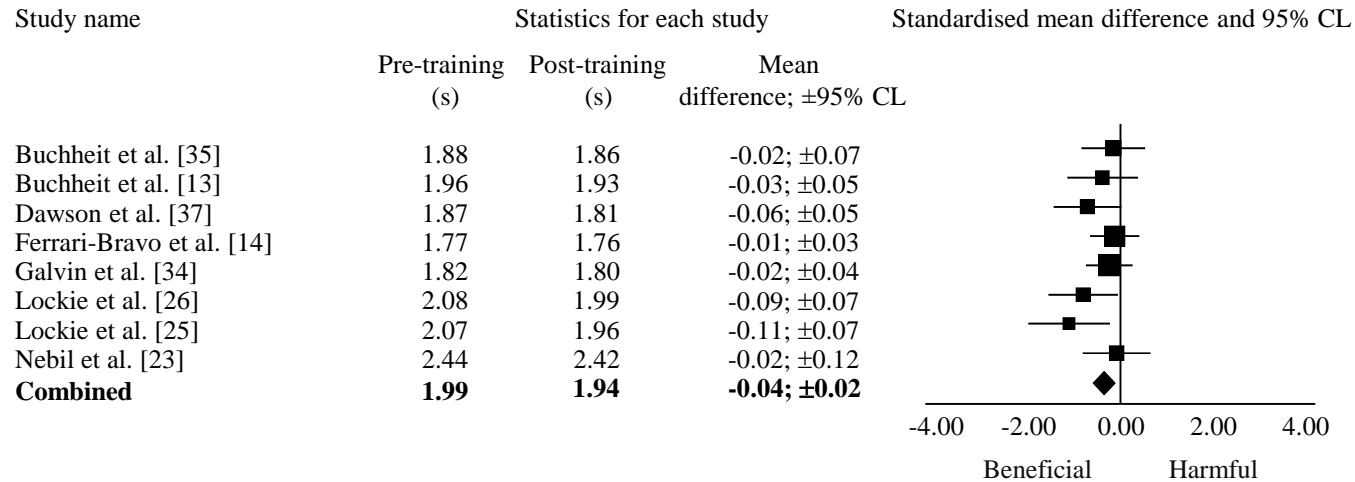 Study name Statistics for each study Standardised mean difference and 95% CL
Pre-training Post-training Mean
(s) (s) difference; ±95% CL
Buchheit et al. [35] 1.88 1.86 -0.02; ±0.07
Buchheit et al. [13] 1.96 1.93 -0.03; ±0.05
Dawson et al. [37] 1.87 1.81 -0.06; ±0.05
Ferrari-Bravo et al. [14] 1.77 1.76 -0.01; ±0.03
Galvin et al. [34] 1.82 1.80 -0.02; ±0.04
Lockie et al. [26] 2.08 1.99 -0.09; ±0.07
Lockie et al. [25] 2.07 1.96 -0.11; ±0.07
Nebil et al. [23] 2.44 2.42 -0.02; ±0.12
Combined 1.99 1.94 -0.04; ±0.02
-4.00 -2.00 0.00 2.00 4.00
Beneficial Harmful